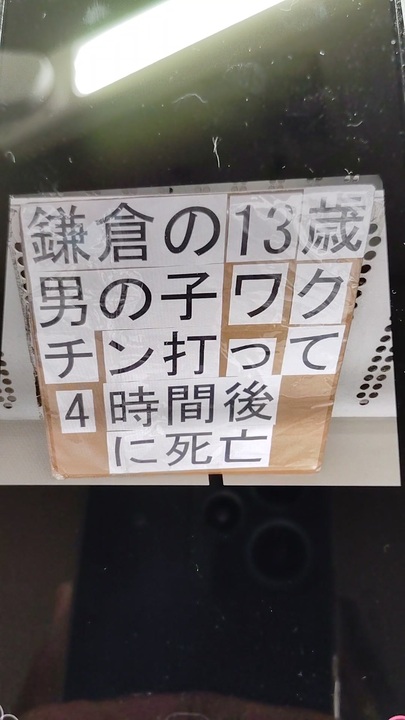 鎌倉の13歳
男の子ワク
チン打って
4時間後
に死亡